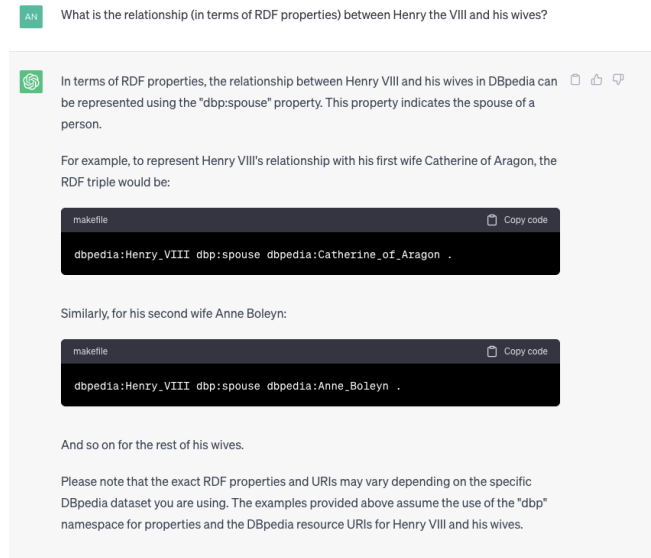 AN
What is the relationship (in terms of RDF properties) between Henry the VIII and his wives?
In terms of RDF properties, the relationship between Henry VIII and his wives in DBpedia can
be represented using the "dbp:spouse" property. This property indicates the spouse of a
person.
For example, to represent Henry VIII's relationship with his first wife Catherine of Aragon, the
RDF triple would be:
makefile
Copy code
dbpedia:Henry_VIII dbp:spouse dbpedia:Catherine_of_Aragon .
Similarly, for his second wife Anne Boleyn:
makefile
Copy code
dbpedia:Henry_VIII dbp:spouse dbpedia:Anne_Boleyn .
And so on for the rest of his wives.
Please note that the exact RDF properties and URIs may vary depending on the specific
DBpedia dataset you are using. The examples provided above assume the use of the "dbp"
namespace for properties and the DBpedia resource URIs for Henry VIII and his wives.